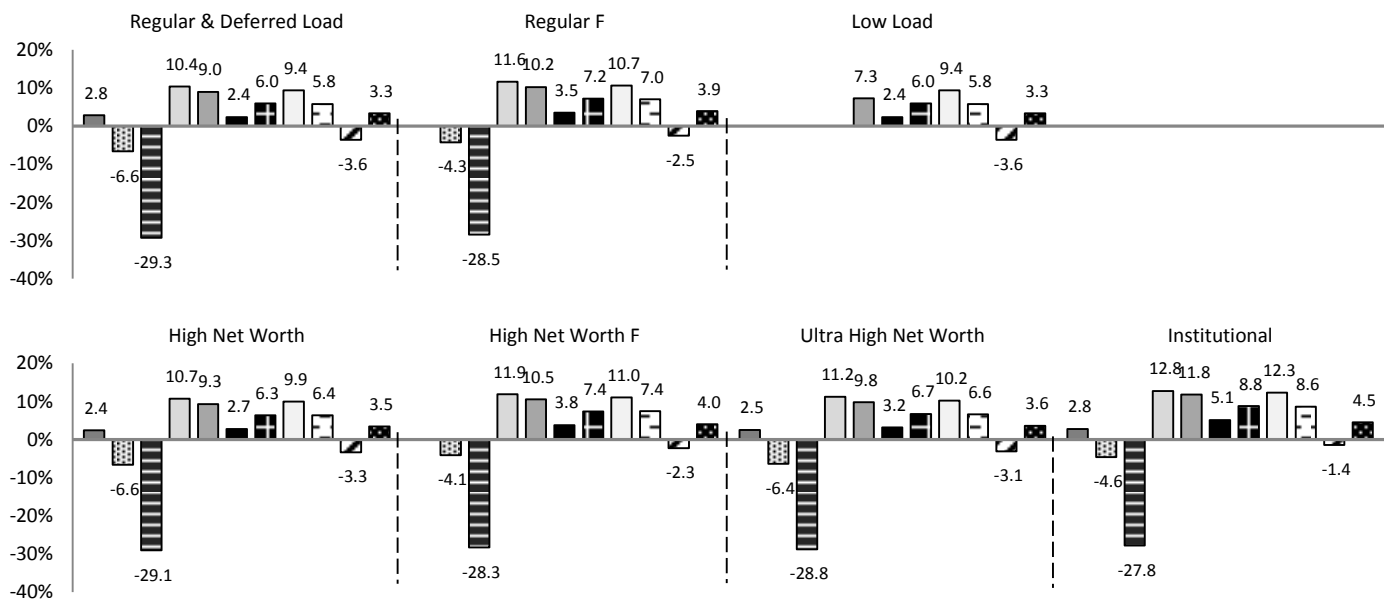 Regular & Deferred Load Regular F Low Load
20%
10%
0%
-10%
-20%
-30%
-40%
2.8 -6.6 -29.3 10.4 9.0 2.4 6.0 9.4 5.8 -3.6 3.3
-4.3 -28.5 11.6 10.2 3.5 7.2 10.7 7.0 -2.5 3.9
7.3 2.4 6.0 9.4 5.8 -3.6 3.3
High Net Worth High Net Worth F Ultra High Net Worth Institutional
20%
10%
0%
-10%
-20%
-30%
-40%
2.4 -6.6 -29.1 10.7 9.3 2.7 6.3 9.9 6.4 -3.3 3.5
-4.1 -28.3 11.9 10.5 3.8 7.4 11.0 7.4 -2.3 4.0
2.5 -6.4 -28.8 11.2 9.8 3.2 6.7 10.2 6.6 -3.1 3.6
2.8 -4.6 -27.8 12.8 11.8 5.1 8.8 12.3 8.6 -1.4 4.5